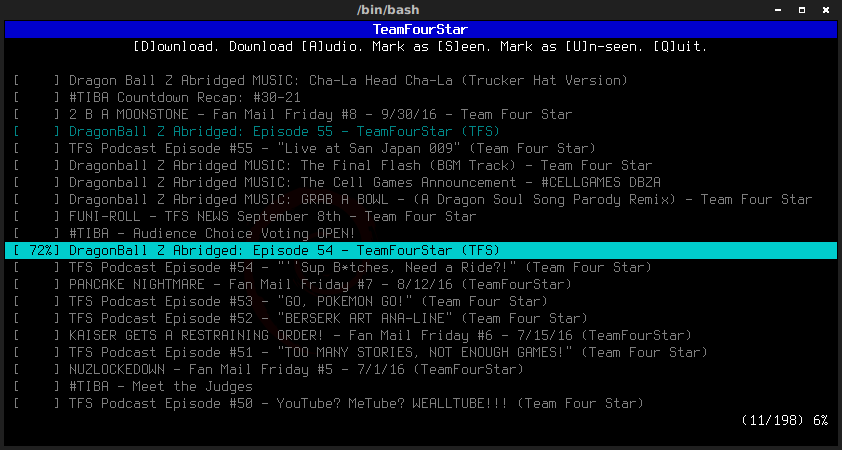 /bin/bash
TeamFourStar
[D]ownload. Download [A]udio. Mark as [S]een. Mark as [U]n-seen. [Q]uit.
[    ] Dragon Ball Z Abridged MUSIC: Cha-La Head Cha-La (Trucker Hat Version)
[    ] #TIBA Countdown Recap: #30-21
[    ] 2 B A MOONSTONE - Fan Mail Friday #8 - 9/30/16 - Team Four Star
[    ] DragonBall Z Abridged: Episode 55 - TeamFourStar (TFS)
[    ] TFS Podcast Episode #55 - "Live at San Japan 009" (Team Four Star)
[    ] Dragonball Z Abridged MUSIC: The Final Flash (BGM Track) - Team Four Star
[    ] Dragonball Z Abridged MUSIC: The Cell Games Announcement - #CELLGAMES DBZA
[    ] Dragonball Z Abridged MUSIC: GRAB A BOWL - (A Dragon Soul Song Parody Remix) - Team Four Star
[    ] FUNI-ROLL - TFS NEWS September 8th - Team Four Star
[    ] #TIBA - Audience Choice Voting OPEN!
[ 72%] DragonBall Z Abridged: Episode 54 - TeamFourStar (TFS)
[    ] TFS Podcast Episode #54 - "''Sup B*tches, Need a Ride?!" (Team Four Star)
[    ] PANCAKE NIGHTMARE - Fan Mail Friday #7 - 8/12/16 (TeamFourStar)
[    ] TFS Podcast Episode #53 - "GO, POKEMON GO!" (Team Four Star)
[    ] TFS Podcast Episode #52 - "BERSERK ART ANA-LINE" (Team Four Star)
[    ] KAISER GETS A RESTRAINING ORDER! - Fan Mail Friday #6 - 7/15/16 (TeamFourStar)
[    ] TFS Podcast Episode #51 - "TOO MANY STORIES, NOT ENOUGH GAMES!" (Team Four Star)
[    ] NUZLOCKEDOWN - Fan Mail Friday #5 - 7/1/16 (TeamFourStar)
[    ] #TIBA - Meet the Judges
[    ] TFS Podcast Episode #50 - YouTube? MeTube? WEALLTUBE!!! (Team Four Star)
(11/198) 6%